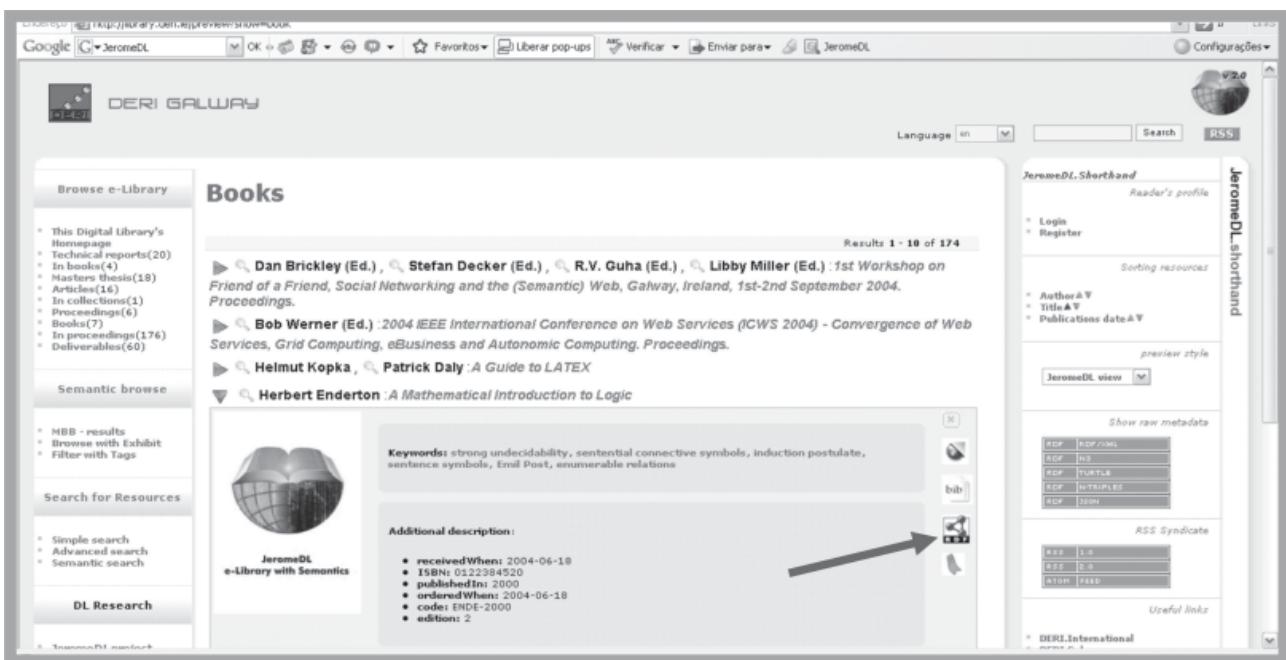 Google JeromeDL OK Favoritos Liberar pop-ups Verificar Enviar para JeromeDL Configurações
v 2.0
DERI
DERI GALWAY
Language en Search RSS
Browse e-Library
This Digital Library's
Homepage
Technical reports(20)
In books(4)
Masters thesis(18)
Articles(16)
In collections(1)
Proceedings(6)
Books(7)
In proceedings(176)
Deliverables(60)
Semantic browse
MBB - results
Browse with Exhibit
Filter with Tags
Search for Resources
Simple search
Advanced search
Semantic search
DL Research
JeromeDL project
Books
Results 1 - 10 of 174
Dan Brickley (Ed.) , Stefan Decker (Ed.) , R.V. Guha (Ed.) , Libby Miller (Ed.) :1st Workshop on
Friend of a Friend, Social Networking and the (Semantic) Web, Galway, Ireland, 1st-2nd September 2004.
Proceedings.
Bob Werner (Ed.) :2004 IEEE International Conference on Web Services (ICWS 2004) - Convergence of Web
Services, Grid Computing, eBusiness and Autonomic Computing. Proceedings.
Helmut Kopka , Patrick Daly :A Guide to LATEX
Herbert Enderton :A Mathematical Introduction to Logic
JeromeDL
e-Library with Semantics
Keywords: strong undecidability, sentential connective symbols, induction postulate,
sentence symbols, Emil Post, enumerable relations
Additional description:
receivedWhen: 2004-06-18
ISBN: 0122384520
publishedIn: 2000
orderedWhen: 2004-06-18
code: ENDE-2000
edition: 2
bib
RDF
JeromeDL.Shorthand
Reader's profile
Login
Register
Sorting resources
Author
Title
Publications date
preview style
JeromeDL view
Show raw metadata
RDF RDF/XML
RDF N3
RDF TURTLE
RDF N-TRIPLES
RDF JSON
RSS Syndicate
RSS 1.0
RSS 2.0
ATOM FEED
Useful links
DERI.International
JeromeDL.shorthand